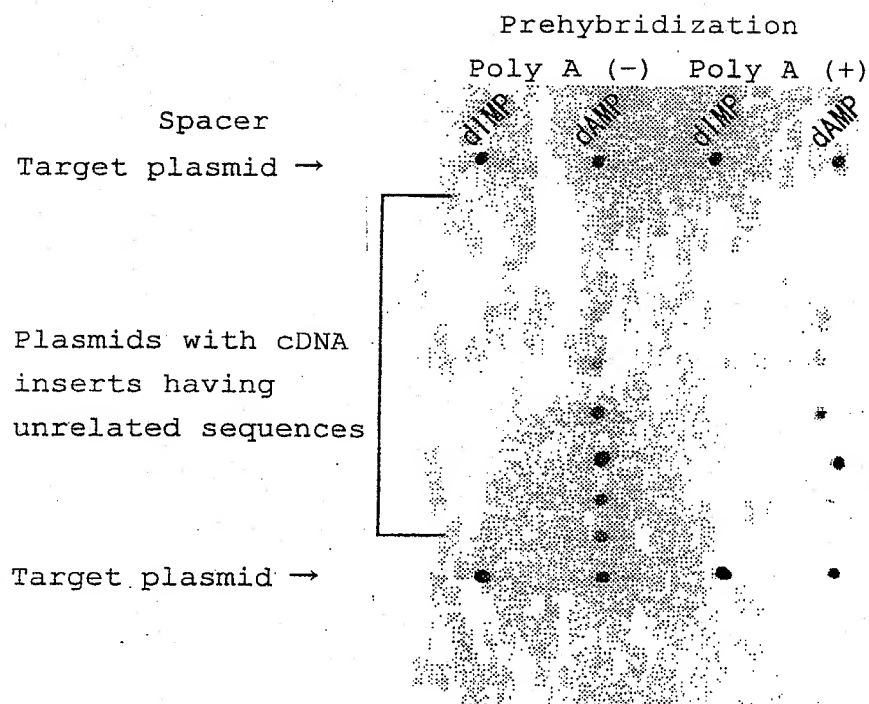 Prehybridization
Poly A (-) Poly A (+)
dIMP dAMP dIMP dAMP
Spacer
Target plasmid →
Plasmids with cDNA
inserts having
unrelated sequences
Target plasmid →